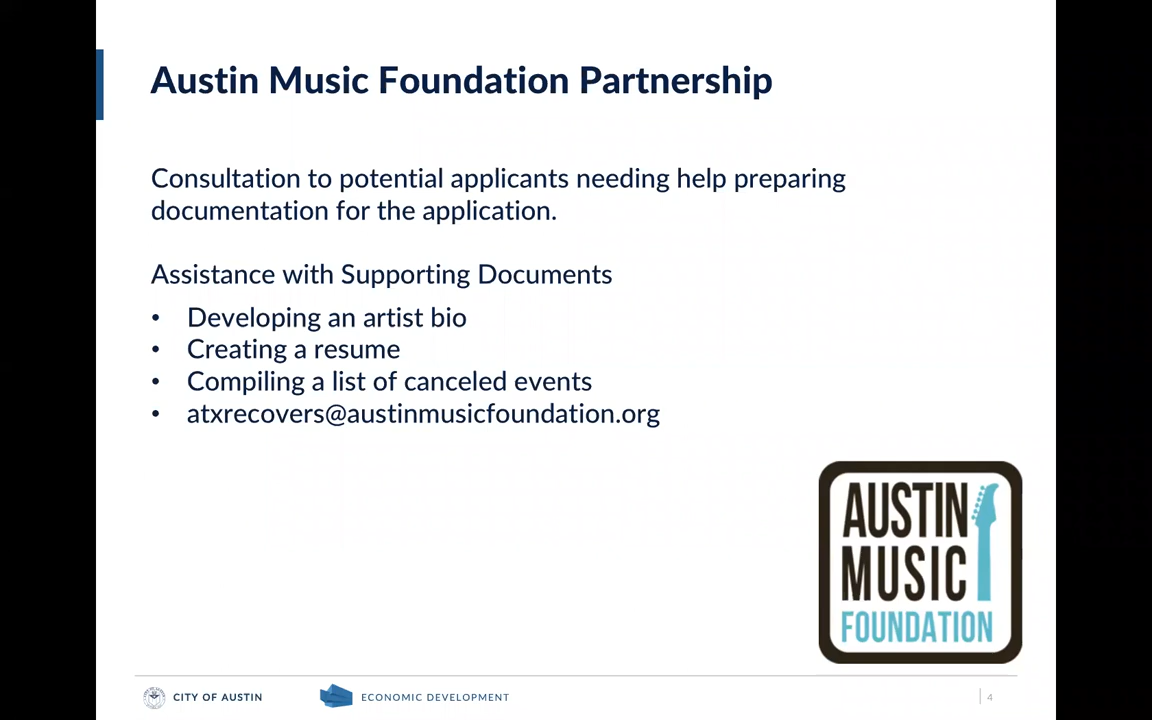 Austin Music Foundation Partnership
Consultation to potential applicants needing help preparing
documentation for the application.
Assistance with Supporting Documents
• Developing an artist bio
• Creating a resume
• Compiling a list of canceled events
• atxrecovers@austinmusicfoundation.org
AUSTIN
MUSIC
FOUNDATION
CITY OF AUSTIN
ECONOMIC DEVELOPMENT
4